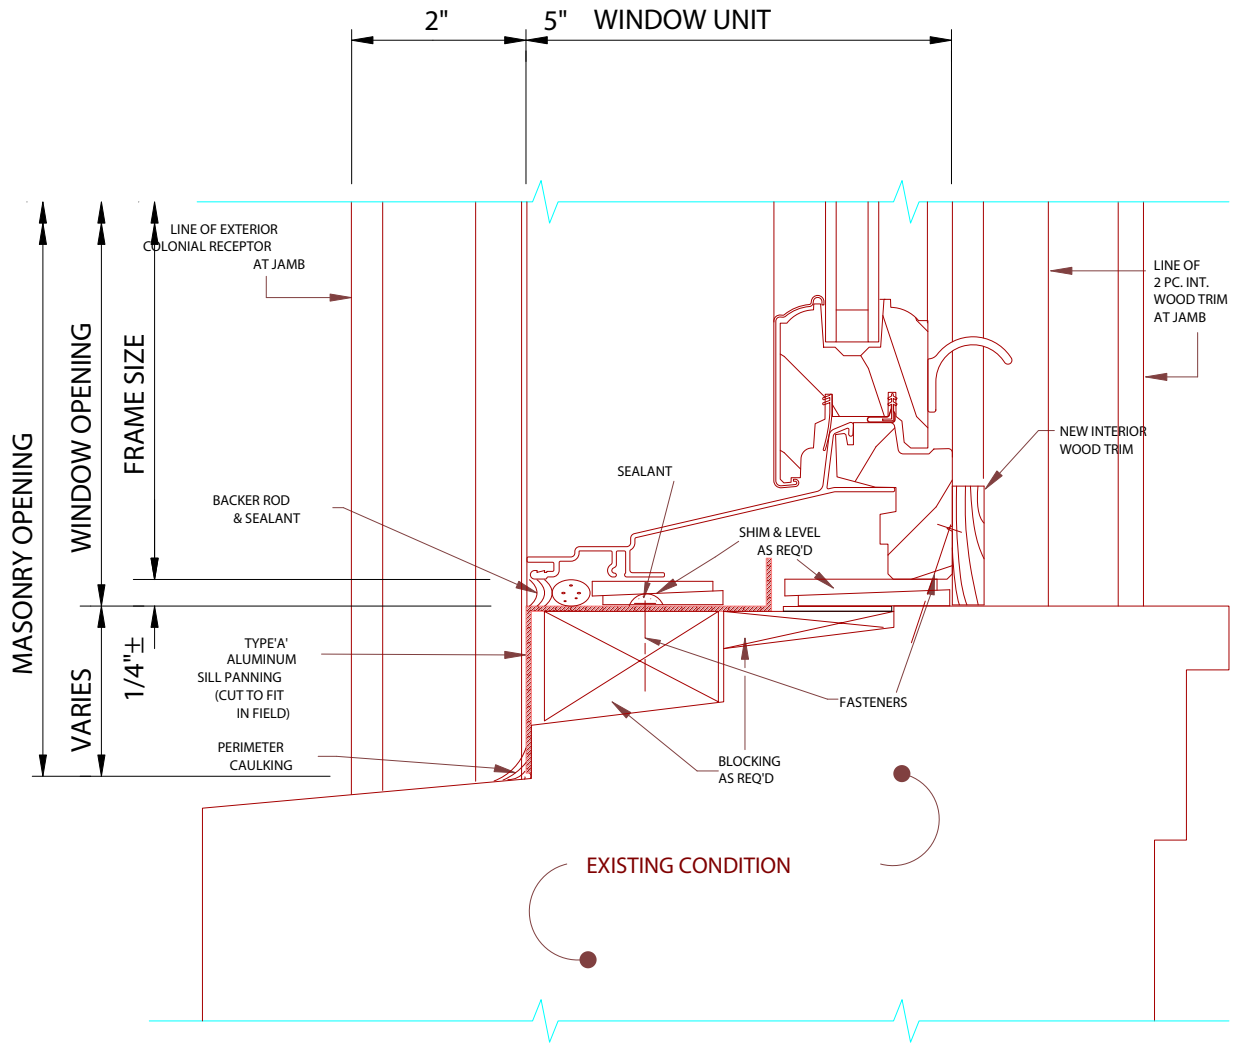 2"
5" WINDOW UNIT
LINE OF EXTERIOR
COLONIAL RECEPTOR
AT JAMB
LINE OF
2 PC. INT.
WOOD TRIM
AT JAMB
MASONRY OPENING
WINDOW OPENING
FRAME SIZE
VARIES
1/4"±
NEW INTERIOR
WOOD TRIM
SEALANT
BACKER ROD
& SEALANT
SHIM & LEVEL
AS REQ'D
TYPE'A'
ALUMINUM
SILL PANNING
(CUT TO FIT
IN FIELD)
FASTENERS
PERIMETER
CAULKING
BLOCKING
AS REQ'D
EXISTING CONDITION